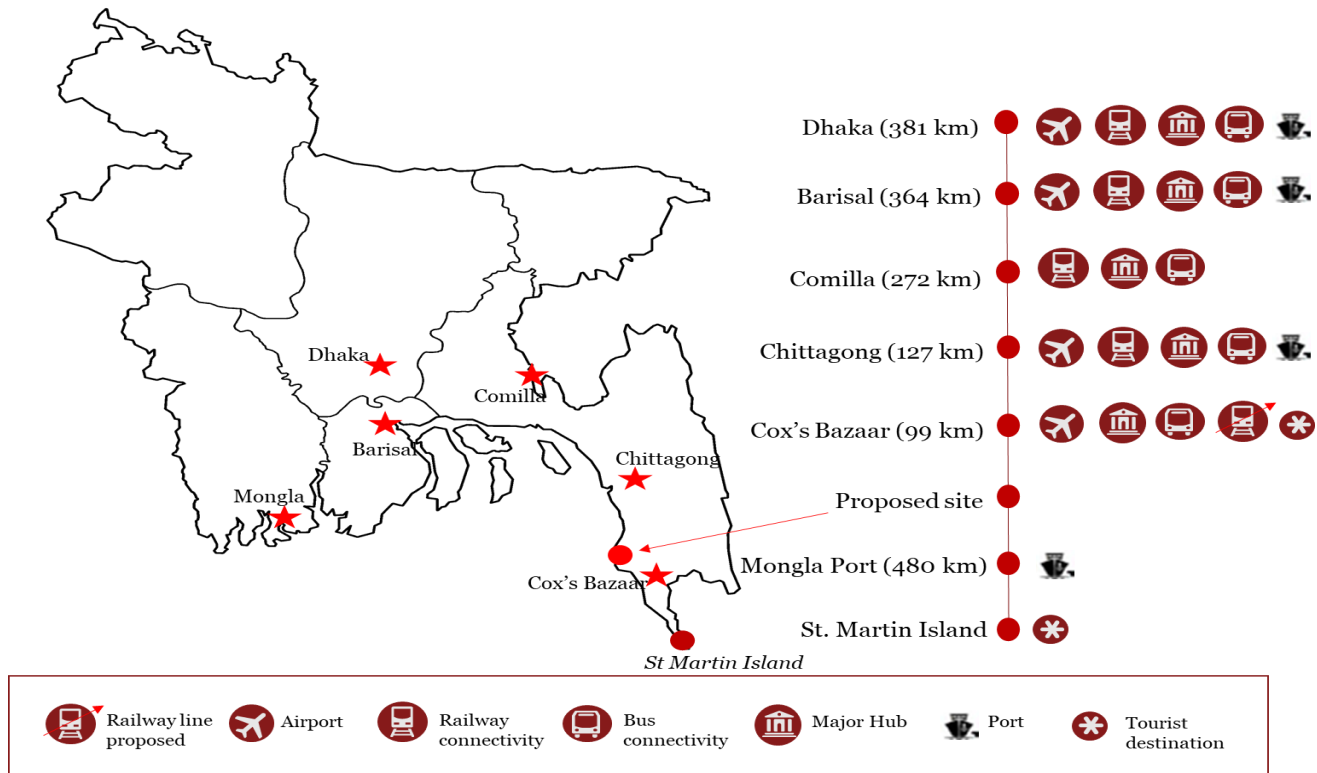 Dhaka
Comilla
Barisal
Chittagong
Mongla
Cox's Bazaar
St Martin Island
Dhaka (381 km)
Barisal (364 km)
Comilla (272 km)
Chittagong (127 km)
Cox's Bazaar (99 km)
Proposed site
Mongla Port (480 km)
St. Martin Island
Railway line
proposed
Airport
Railway
connectivity
Bus
connectivity
Major Hub
Port
Tourist
destination